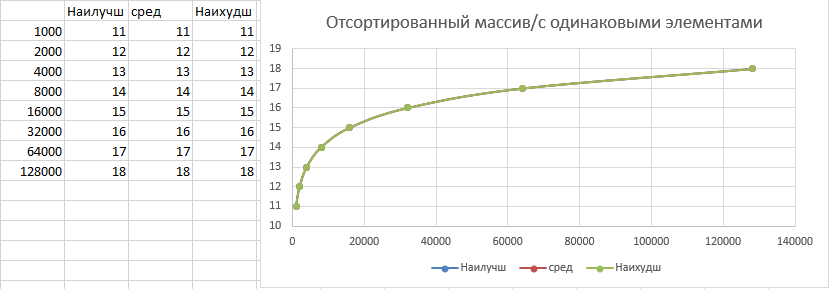 Наилучш сред Наихудш
1000 11 11 11
2000 12 12 12
4000 13 13 13
8000 14 14 14
16000 15 15 15
32000 16 16 16
64000 17 17 17
128000 18 18 18
Отсортированный массив/с одинаковыми элементами
19
18
17
16
15
14
13
12
11
10
0 20000 40000 60000 80000 100000 120000 140000
Наилучш сред Наихудш